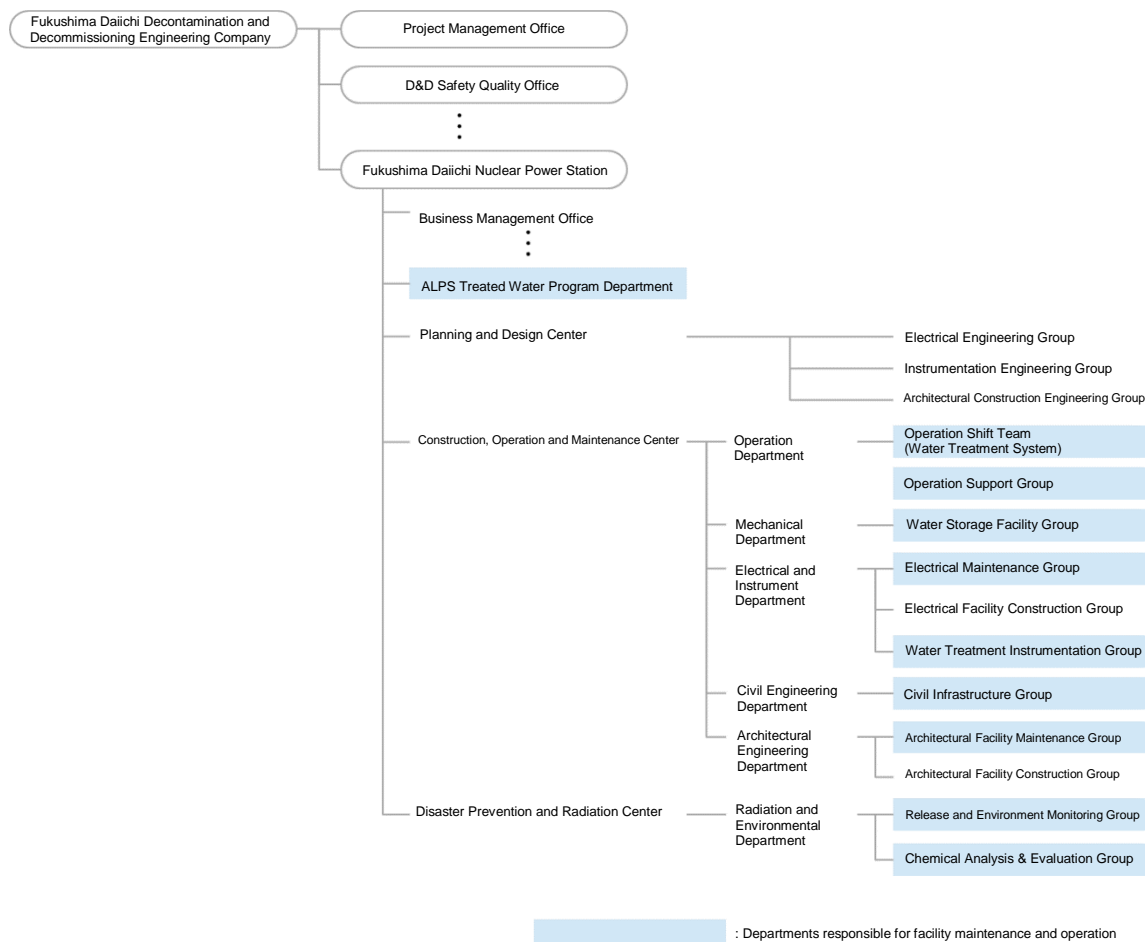 Fukushima Daiichi Decontamination and
Decommissioning Engineering Company
Project Management Office
D&D Safety Quality Office
Fukushima Daiichi Nuclear Power Station
Business Management Office
ALPS Treated Water Program Department
Planning and Design Center
Electrical Engineering Group
Instrumentation Engineering Group
Architectural Construction Engineering Group
Construction, Operation and Maintenance Center
Operation
Department
Operation Shift Team
(Water Treatment System)
Operation Support Group
Mechanical
Department
Water Storage Facility Group
Electrical and
Instrument
Department
Electrical Maintenance Group
Electrical Facility Construction Group
Water Treatment Instrumentation Group
Civil Engineering
Department
Civil Infrastructure Group
Architectural
Engineering
Department
Architectural Facility Maintenance Group
Architectural Facility Construction Group
Disaster Prevention and Radiation Center
Radiation and
Environmental
Department
Release and Environment Monitoring Group
Chemical Analysis & Evaluation Group
: Departments responsible for facility maintenance and operation